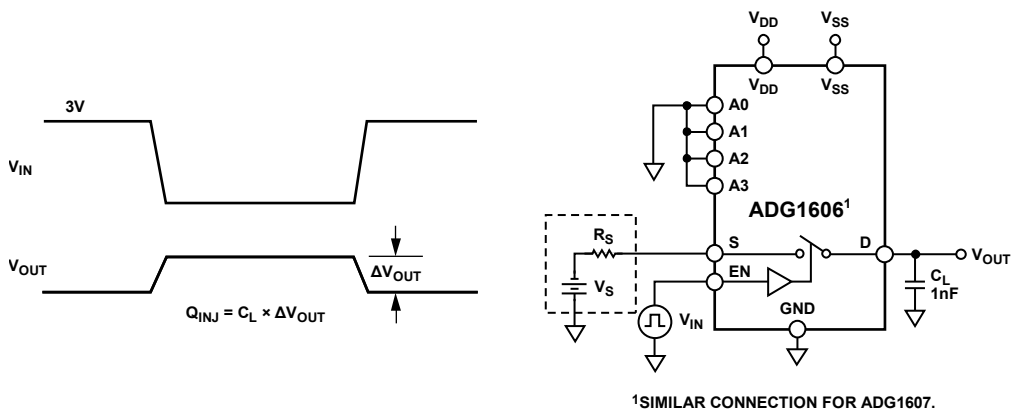 3V
VIN
VOUT
ΔVOUT
QINJ = CL × ΔVOUT
VDD
VSS
VDD
VSS
A0
A1
A2
A3
ADG1606¹
RS
S
D
VOUT
VS
EN
CL
1nF
GND
VIN
¹SIMILAR CONNECTION FOR ADG1607.